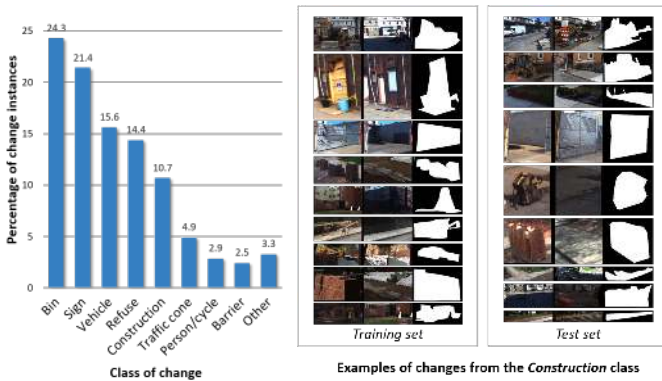 25
20
15
10
5
0
Percentage of change instances
24.3
21.4
15.6
14.4
10.7
4.9
2.9
2.5
3.3
Bin
Sign
Vehicle
Refuse
Construction
Traffic cone
Person/cycle
Barrier
Other
Class of change
Training set
Test set
Examples of changes from the Construction class